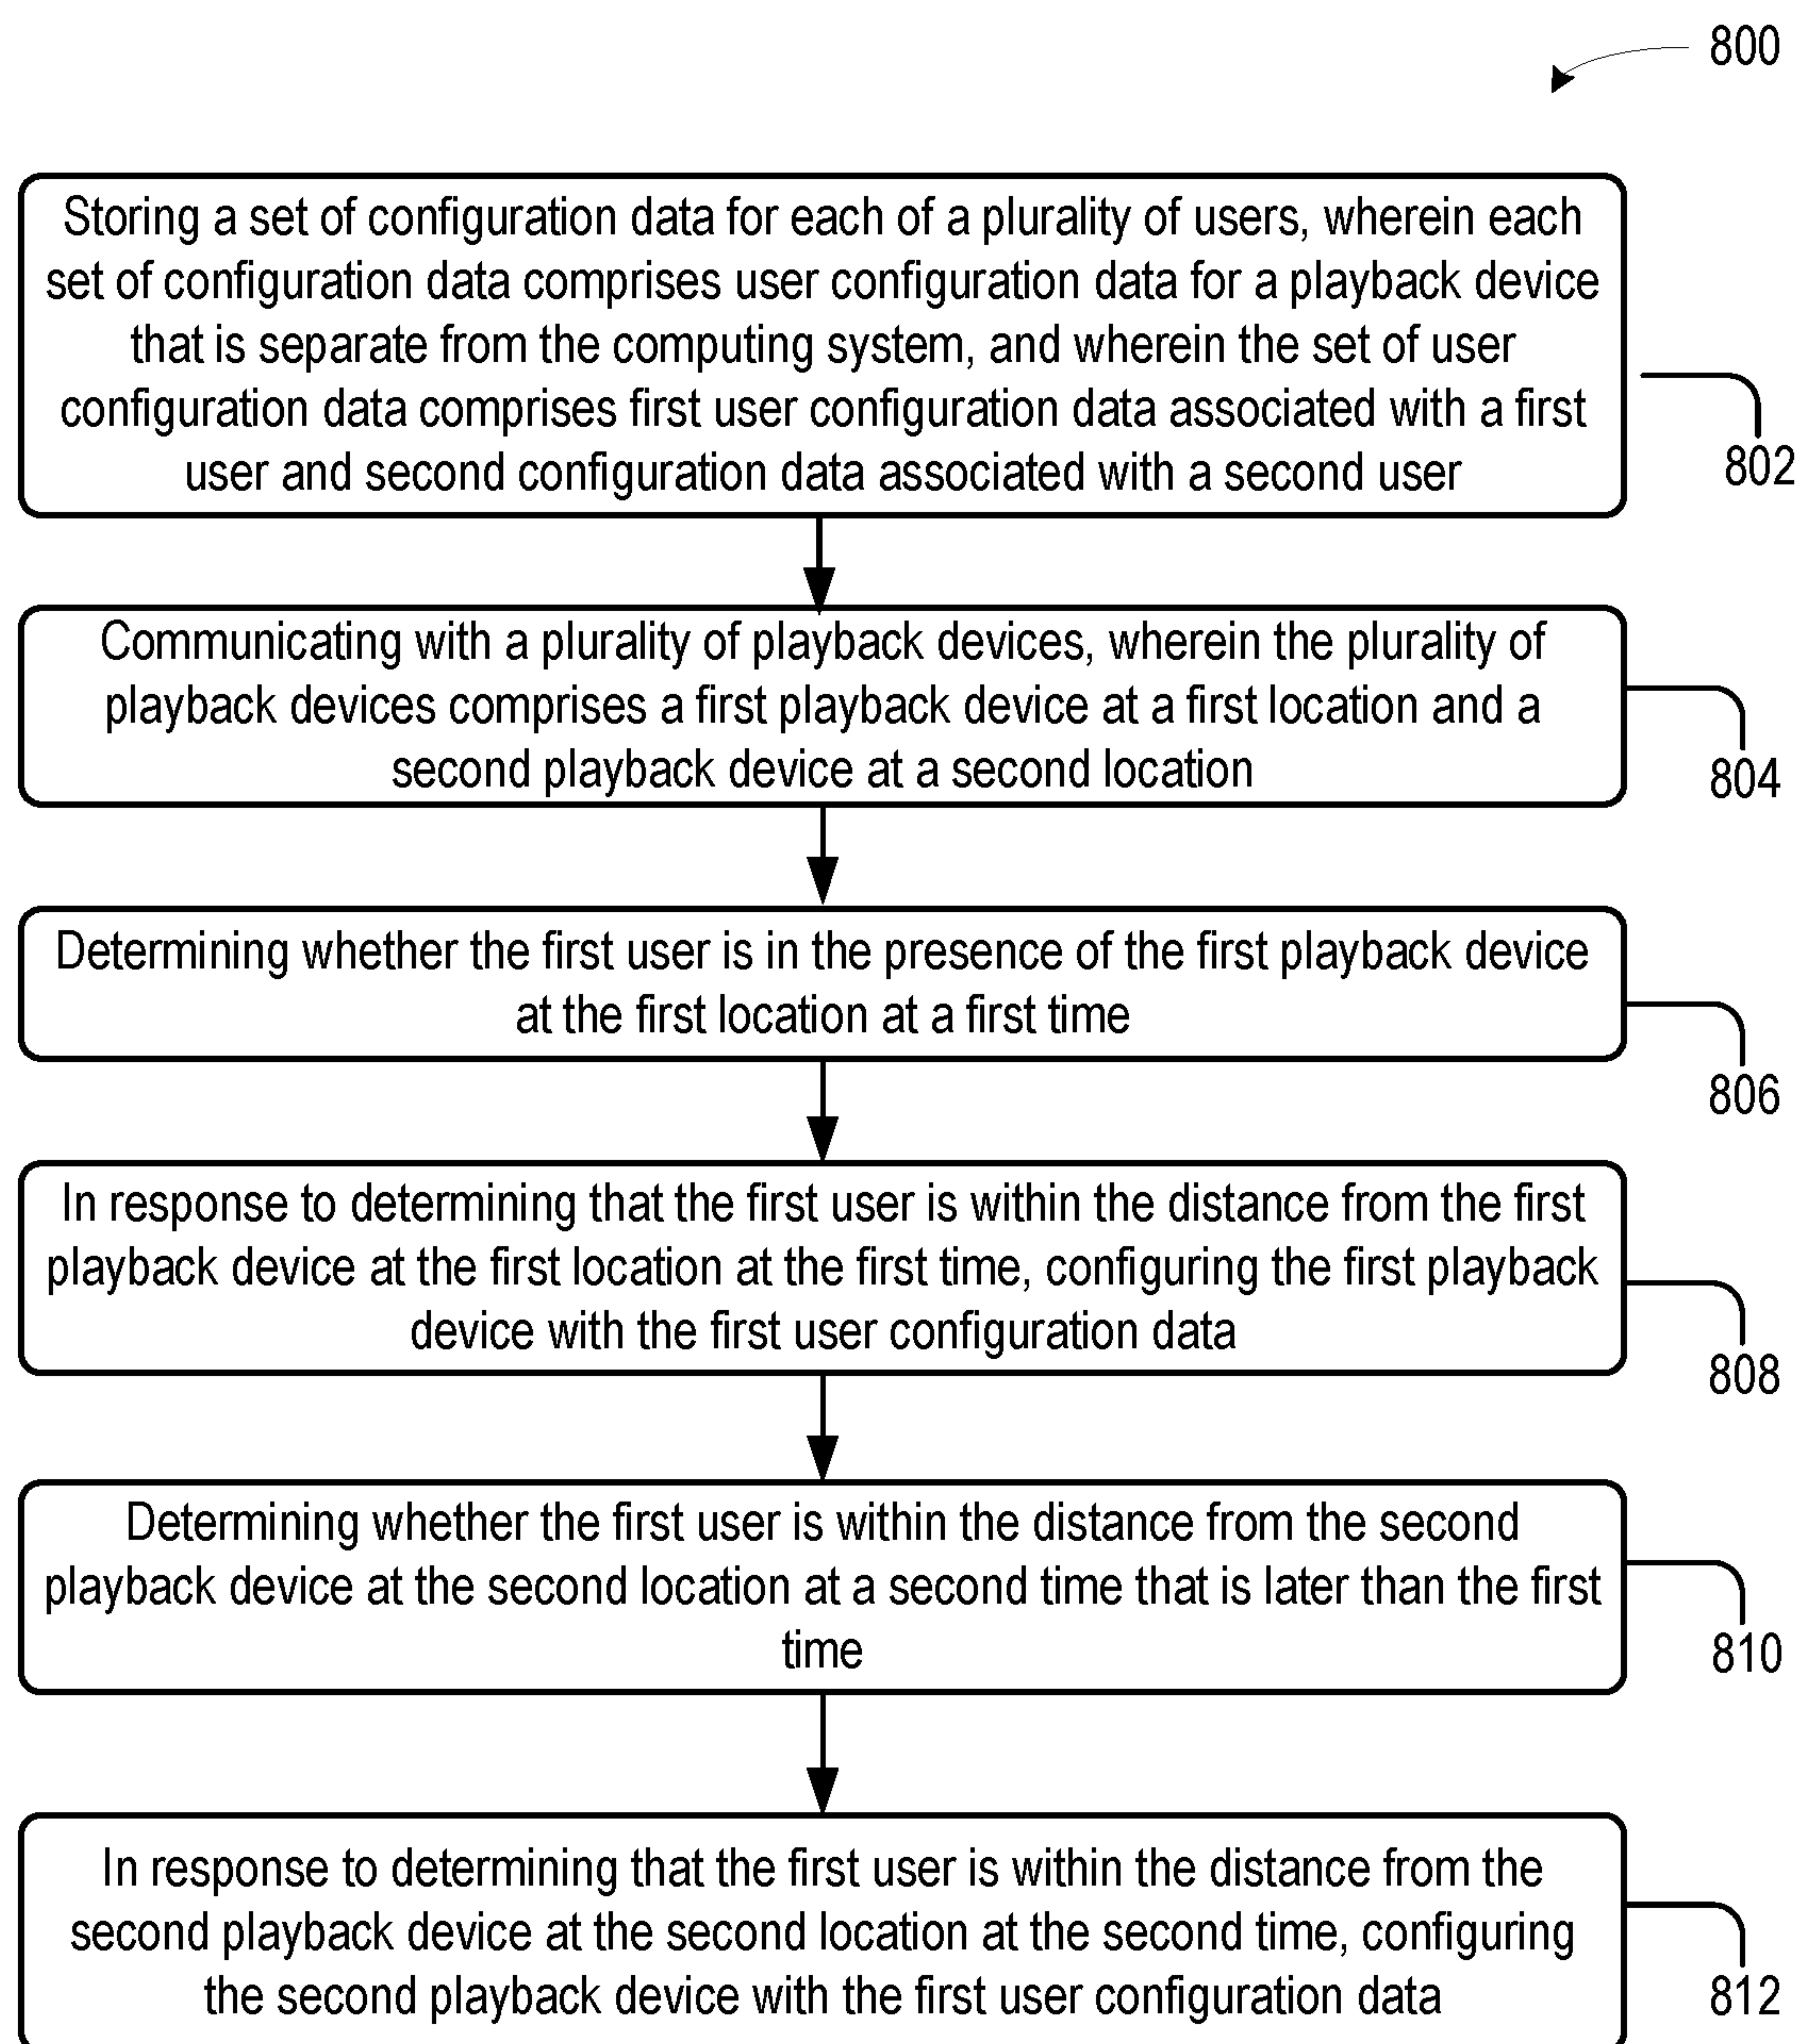 800
Storing a set of configuration data for each of a plurality of users, wherein each
set of configuration data comprises user configuration data for a playback device
that is separate from the computing system, and wherein the set of user
configuration data comprises first user configuration data associated with a first
user and second configuration data associated with a second user
802
Communicating with a plurality of playback devices, wherein the plurality of
playback devices comprises a first playback device at a first location and a
second playback device at a second location
804
Determining whether the first user is in the presence of the first playback device
at the first location at a first time
806
In response to determining that the first user is within the distance from the first
playback device at the first location at the first time, configuring the first playback
device with the first user configuration data
808
Determining whether the first user is within the distance from the second
playback device at the second location at a second time that is later than the first
time
810
In response to determining that the first user is within the distance from the
second playback device at the second location at the second time, configuring
the second playback device with the first user configuration data
812